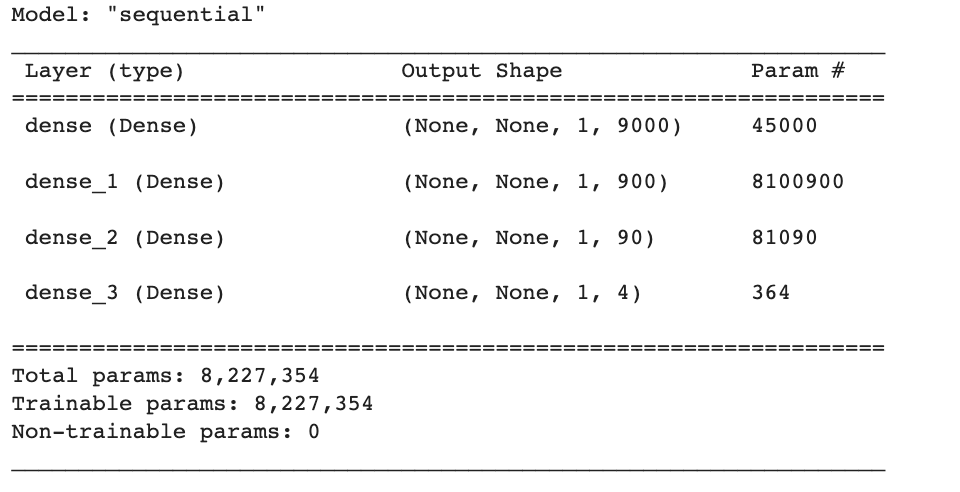 Model: "sequential"
Layer (type) Output Shape Param #
=================================================================
dense (Dense) (None, None, 1, 9000) 45000
dense_1 (Dense) (None, None, 1, 900) 8100900
dense_2 (Dense) (None, None, 1, 90) 81090
dense_3 (Dense) (None, None, 1, 4) 364
=================================================================
Total params: 8,227,354
Trainable params: 8,227,354
Non-trainable params: 0